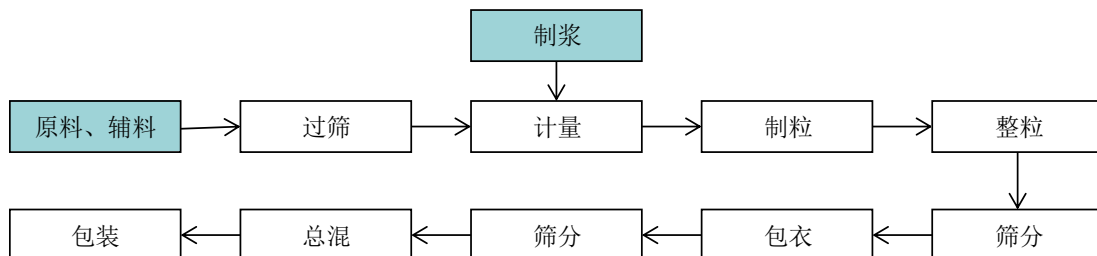 制浆
原料、辅料
过筛
计量
制粒
整粒
包装
总混
筛分
包衣
筛分